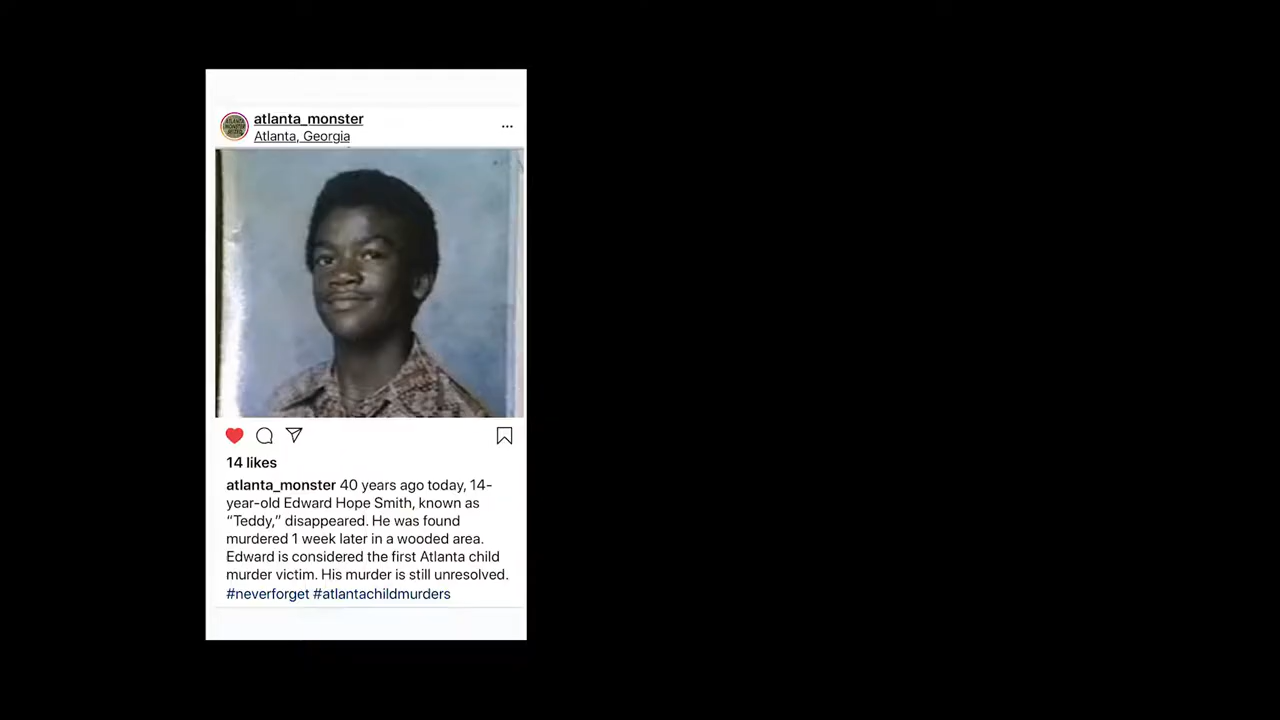 atlanta_monster
Atlanta, Georgia
14 likes
atlanta_monster 40 years ago today, 14-
year-old Edward Hope Smith, known as
“Teddy,” disappeared. He was found
murdered 1 week later in a wooded area.
Edward is considered the first Atlanta child
murder victim. His murder is still unresolved.
#neverforget #atlantachildmurders